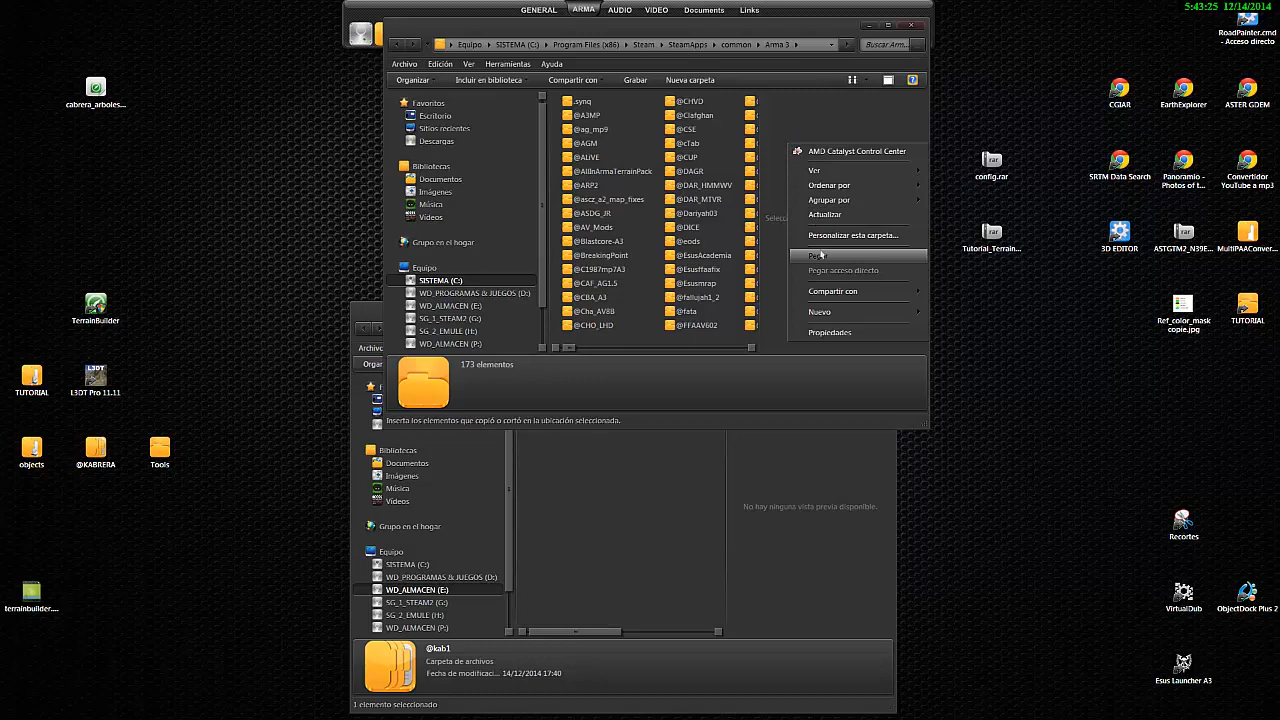 GENERAL ARMA AUDIO VIDEO Documents Links
5:43:25 12/14/2014
Equipo SISTEMA (C:) Program Files (x86) Steam SteamApps common Arma 3
Buscar Arm...
Archivo Edición Ver Herramientas Ayuda
Organizar Incluir en biblioteca Compartir con Grabar Nueva carpeta
Favoritos
Escritorio
Sitios recientes
Descargas
Bibliotecas
Documentos
Imágenes
Música
Vídeos
Grupo en el hogar
Equipo
SISTEMA (C:)
WD_PROGRAMAS & JUEGOS (D:)
WD_ALMACEN (E:)
SG_1_STEAM2 (G:)
SG_2_EMULE (H:)
WD_ALMACEN (P:)
.synq
@A3MP
@ag_mp9
@AGM
@ALIVE
@AllInArmaTerrainPack
@ARP2
@ascz_a2_map_fixes
@ASDG_JR
@AV_Mods
@Blastcore-A3
@BreakingPoint
@C1987mp7A3
@CAF_AG1.5
@CBA_A3
@Cha_AV8B
@CHO_LHD
@CHVD
@Clafghan
@CSE
@cTab
@CUP
@DAGR
@DAR_HMMWV
@DAR_MTVR
@Dariyah03
@DICE
@eods
@EsusAcademia
@Esusffaafix
@Esusmrap
@fallujah1_2
@fata
@FFAAV602
Selecc
AMD Catalyst Control Center
Ver
Ordenar por
Agrupar por
Actualizar
Personalizar esta carpeta...
Pegar acceso directo
Compartir con
Nuevo
Propiedades
173 elementos
Inserta los elementos que copió o cortó en la ubicación seleccionada.
Archivo
Organ
F
Bibliotecas
Documentos
Imágenes
Música
Vídeos
Grupo en el hogar
Equipo
SISTEMA (C:)
WD_PROGRAMAS & JUEGOS (D:)
WD_ALMACEN (E:)
SG_1_STEAM2 (G:)
SG_2_EMULE (H:)
WD_ALMACEN (P:)
No hay ninguna vista previa disponible.
@kab1
Carpeta de archivos
Fecha de modificac... 14/12/2014 17:40
1 elemento seleccionado
cabrera_arboles...
TerrainBuilder
TUTORIAL
L3DT
L3DT Pro 11.11
objects
@KABRERA
Tools
terrainbuilder....
RoadPainter.cmd
- Acceso directo
CGIAR
EarthExplorer
ASTER GDEM
rar
config.rar
SRTM Data Search
Panoramio -
Photos of t...
Convertidor
YouTube a mp3
rar
Tutorial_Terrain...
3D EDITOR
rar
ASTGTM2_N39E...
MultiPAAConver...
Ref_color_mask
copie.jpg
TUTORIAL
Recortes
VirtualDub
ObjectDock Plus 2
Esus Launcher A3